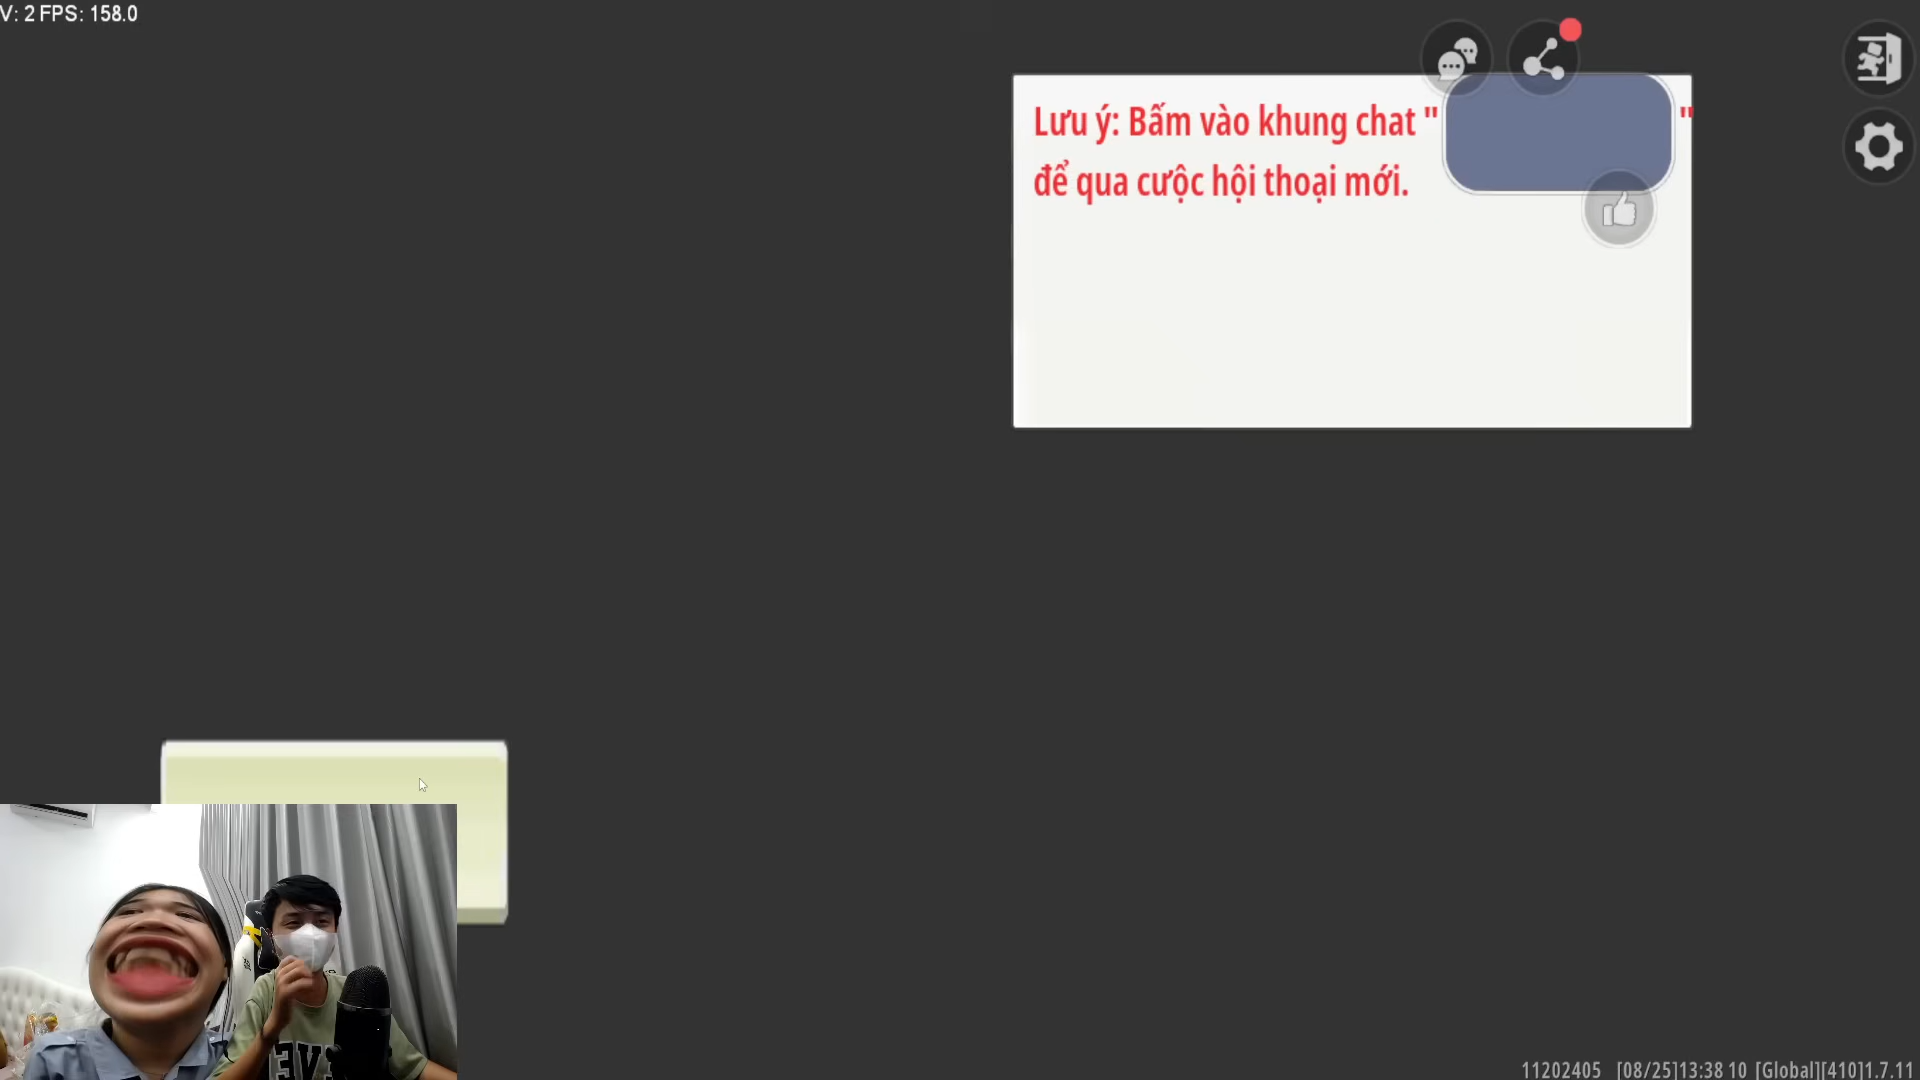 V: 2 FPS: 158.0
Lưu ý: Bấm vào khung chat " "
để qua cuộc hội thoại mới.
11202405 [08/25]13:38 10 [Global][410]1.7.11